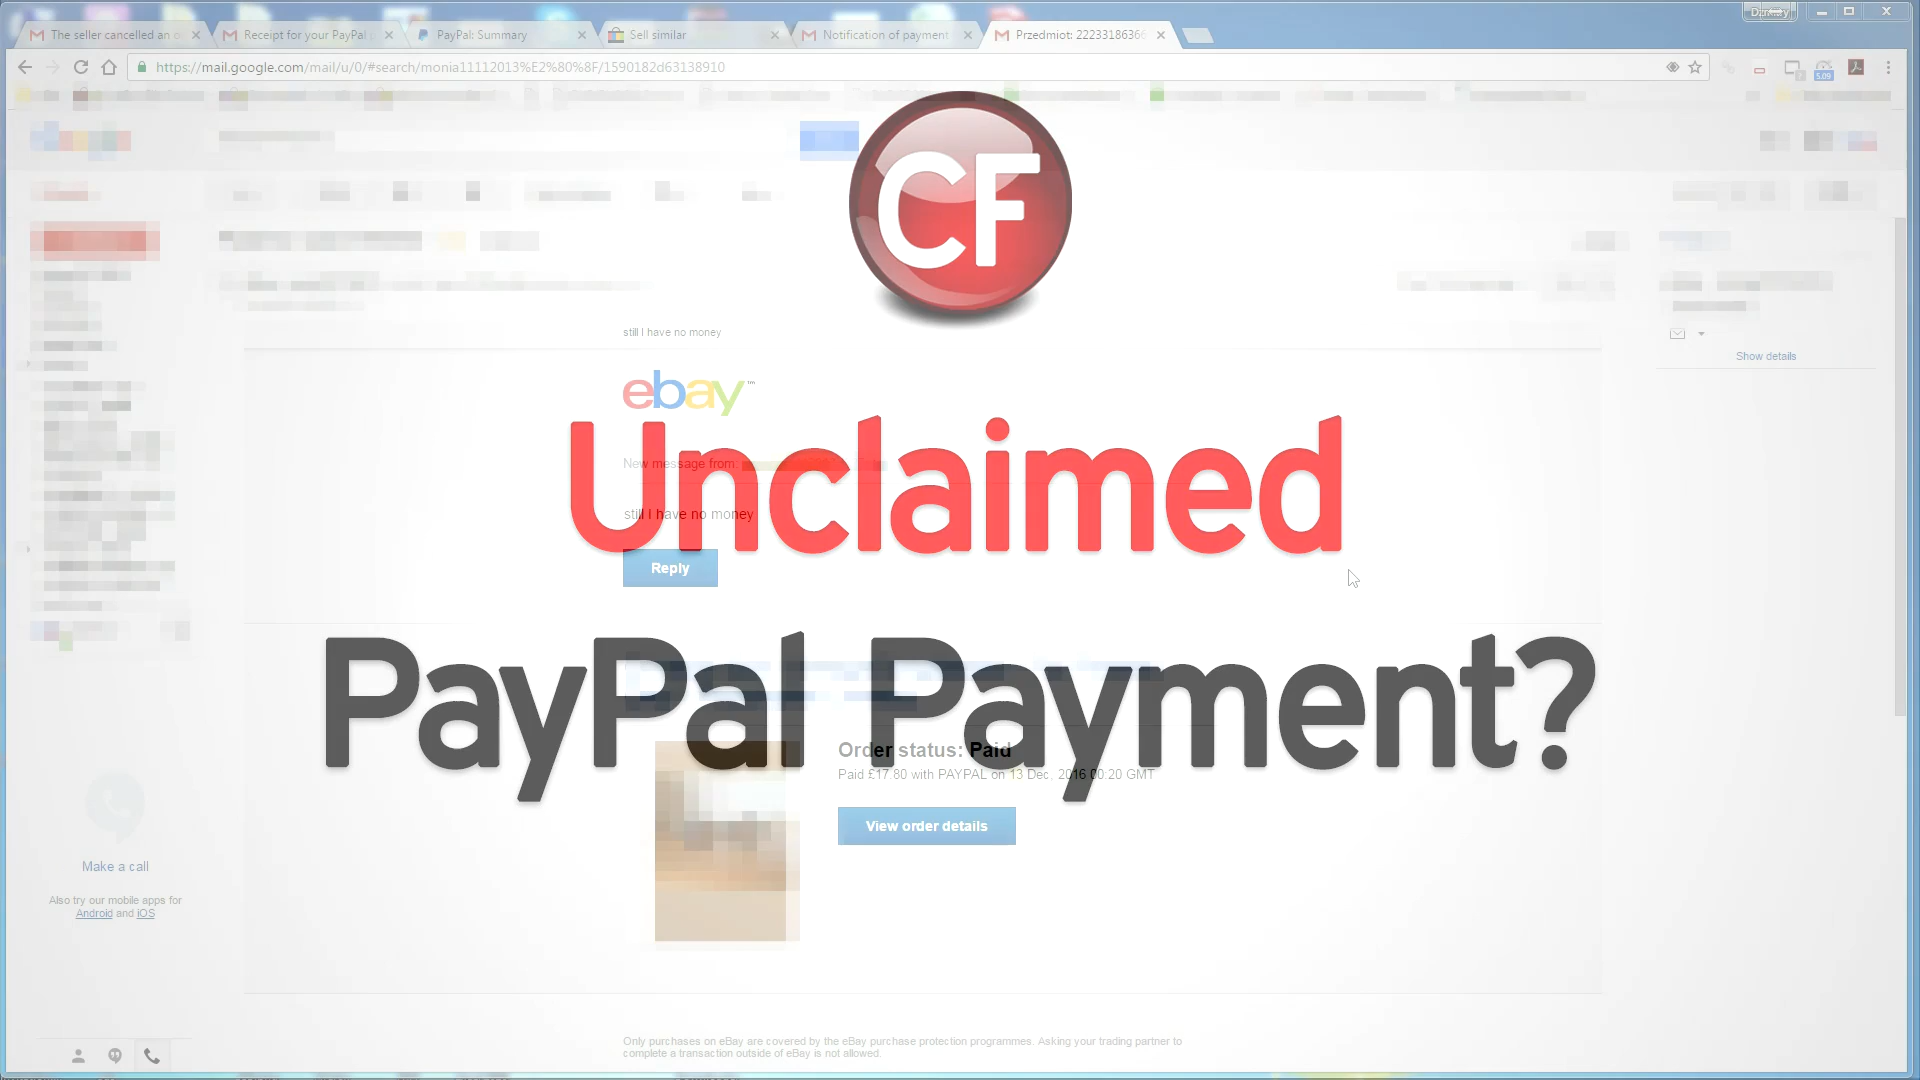 The seller cancelled an o
Receipt for your PayPal
PayPal: Summary
Sell similar
Notification of payment
Przedmiot: 22233186366
https://mail.google.com/mail/u/0/#search/monia11112013%E2%80%8F/1590182d63138910
5.09
CF
still I have no money
Show details
ebay™
Unclaimed
New message from:
still I have no money
Reply
PayPal Payment?
Order status: Paid
Paid £17.80 with PAYPAL on 13 Dec, 2016 00:20 GMT
View order details
Make a call
Also try our mobile apps for
Android and iOS
Only purchases on eBay are covered by the eBay purchase protection programmes. Asking your trading partner to
complete a transaction outside of eBay is not allowed.